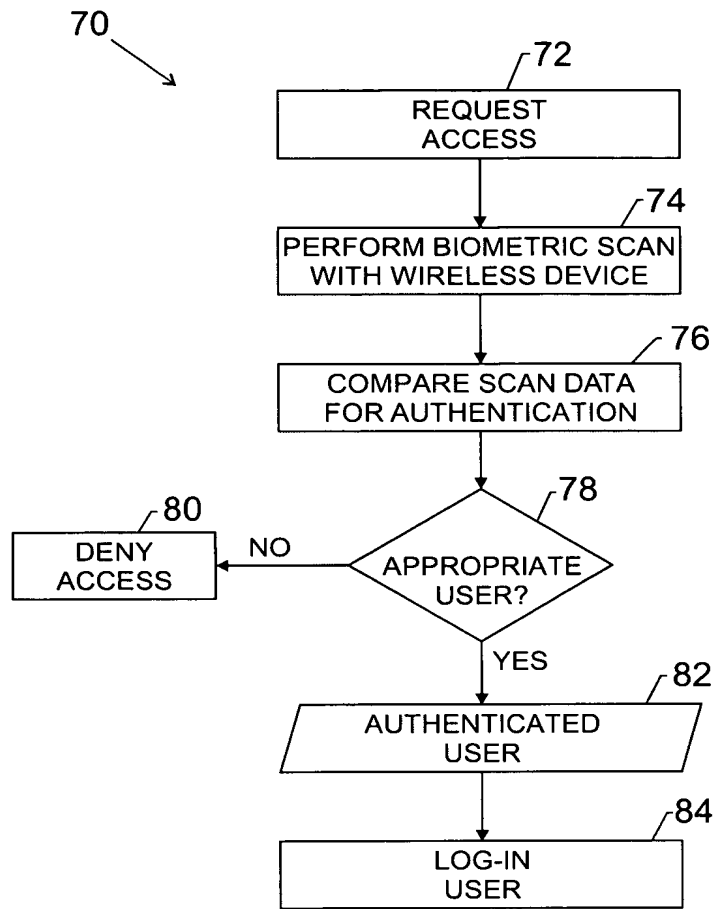 70
72
REQUEST
ACCESS
74
PERFORM BIOMETRIC SCAN
WITH WIRELESS DEVICE
76
COMPARE SCAN DATA
FOR AUTHENTICATION
78
APPROPRIATE
USER?
80
DENY
ACCESS
NO
YES
82
AUTHENTICATED
USER
84
LOG-IN
USER